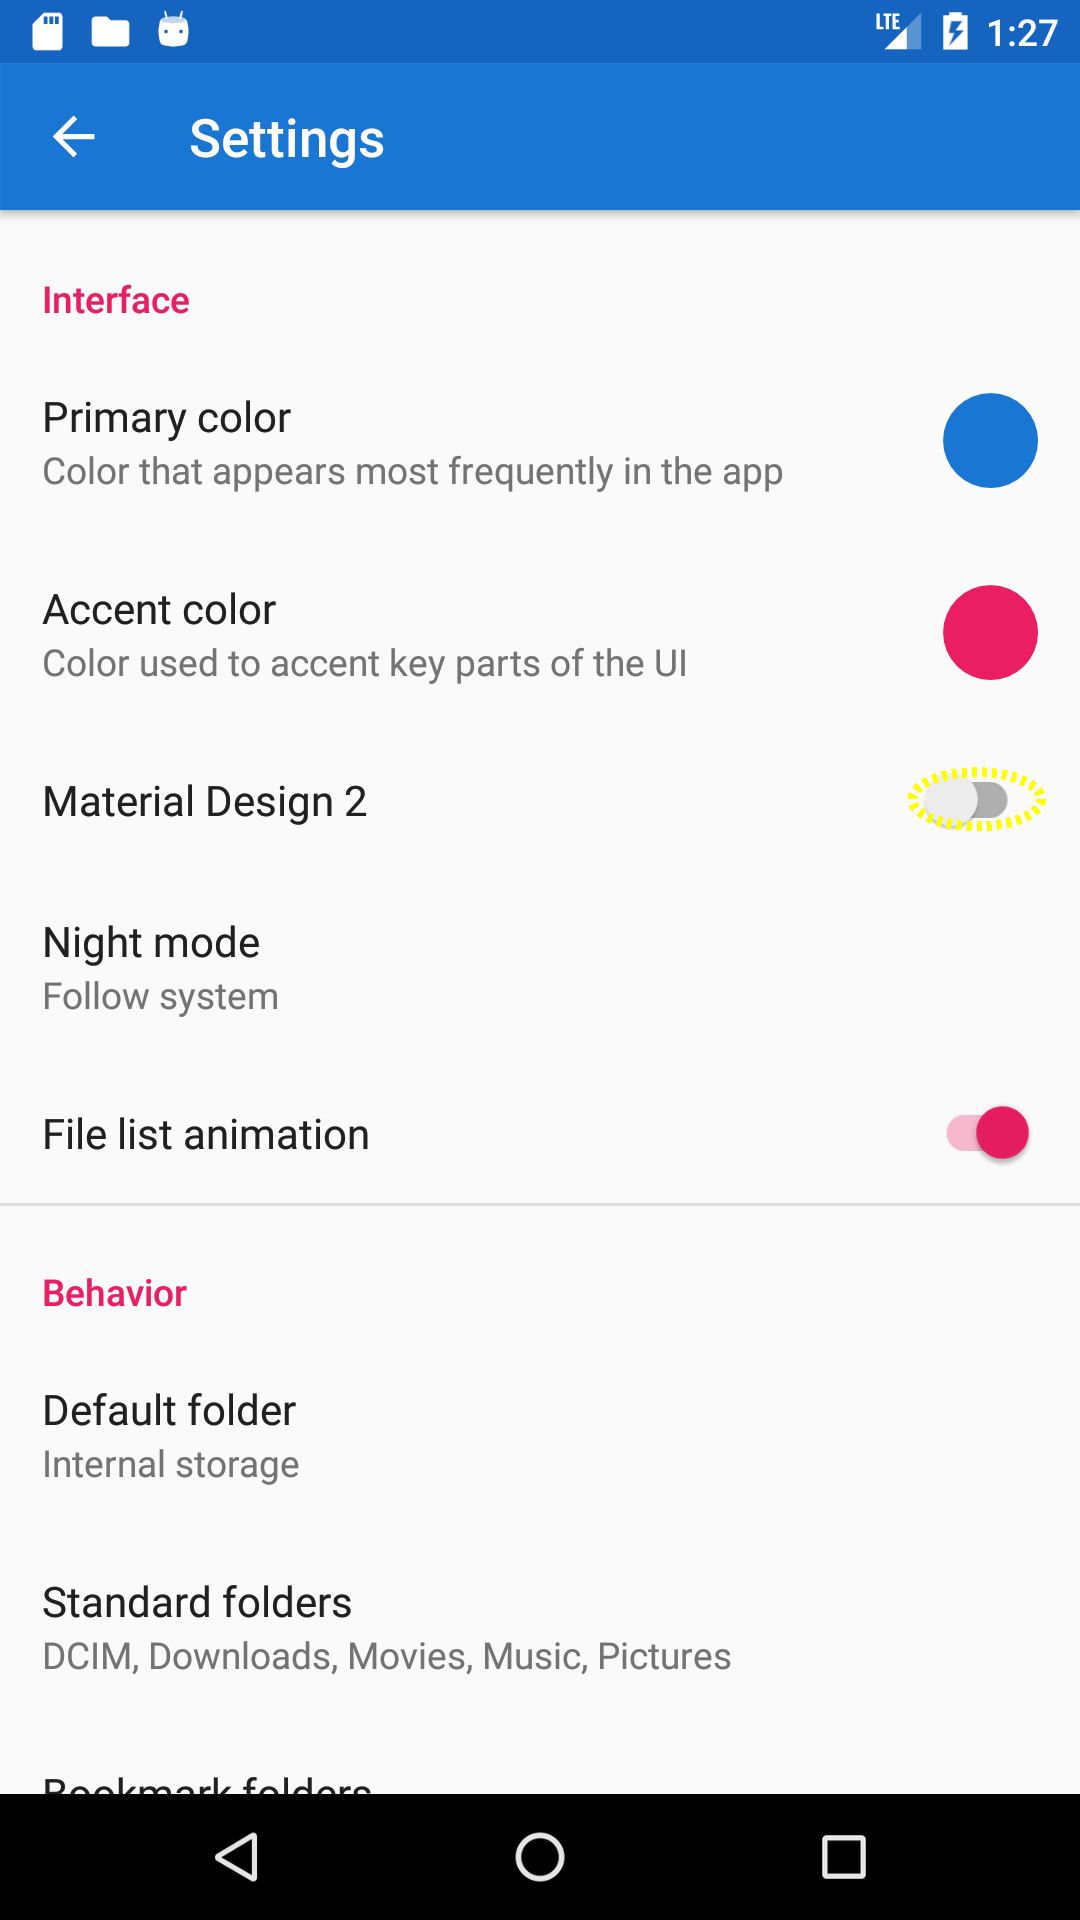 LTE 1:27
Settings
Interface
Primary color
Color that appears most frequently in the app
Accent color
Color used to accent key parts of the UI
Material Design 2
Night mode
Follow system
File list animation
Behavior
Default folder
Internal storage
Standard folders
DCIM, Downloads, Movies, Music, Pictures
Bookmark folders